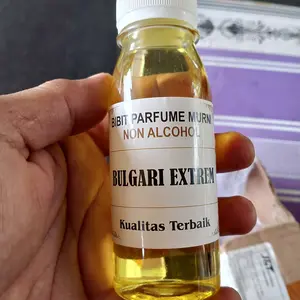 BIBIT PARFUME MURNI
NON ALCOHOL
BULGARI EXTREM
Kualitas Terbaik